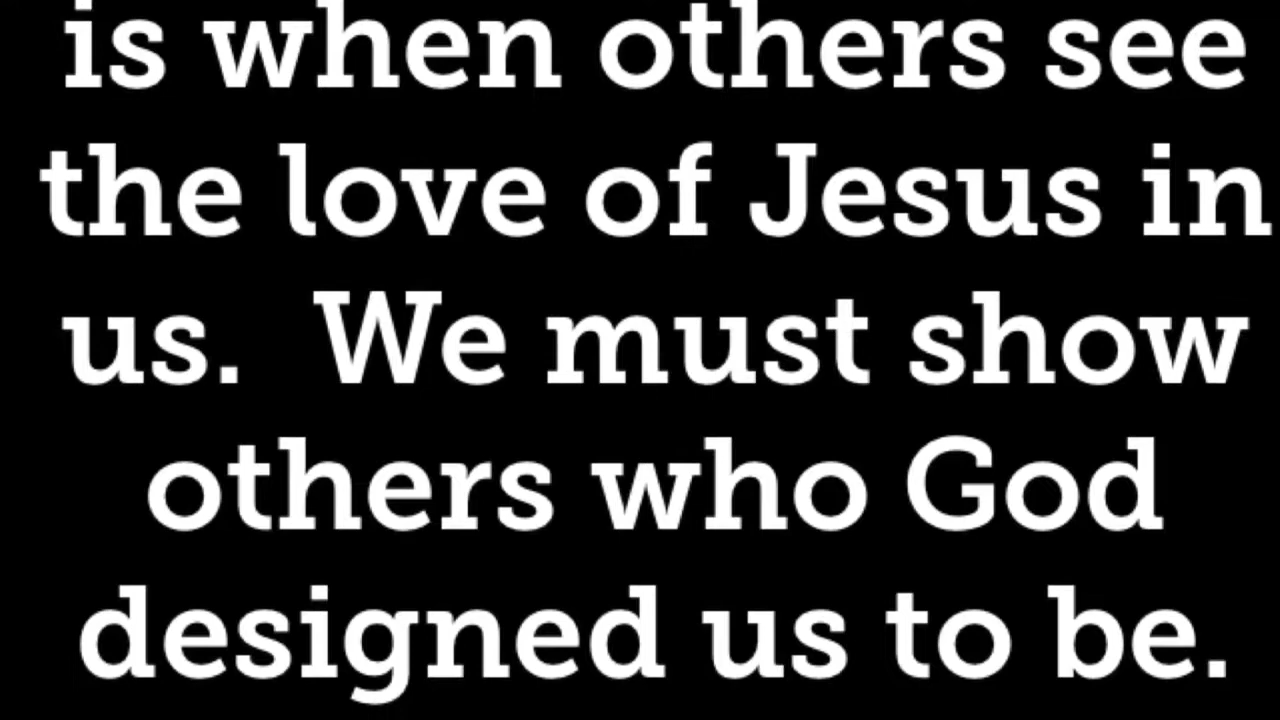 is when others see
the love of Jesus in
us.  We must show
others who God
designed us to be.